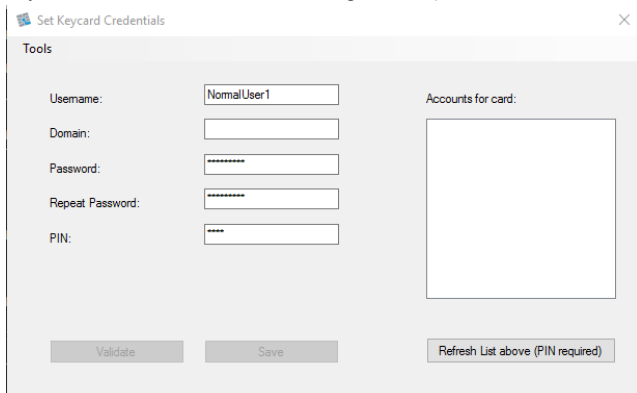 Set Keycard Credentials
Tools
Username:
NormalUser1
Accounts for card:
Domain:
Password:
*********
Repeat Password:
*********
PIN:
****
Validate
Save
Refresh List above (PIN required)